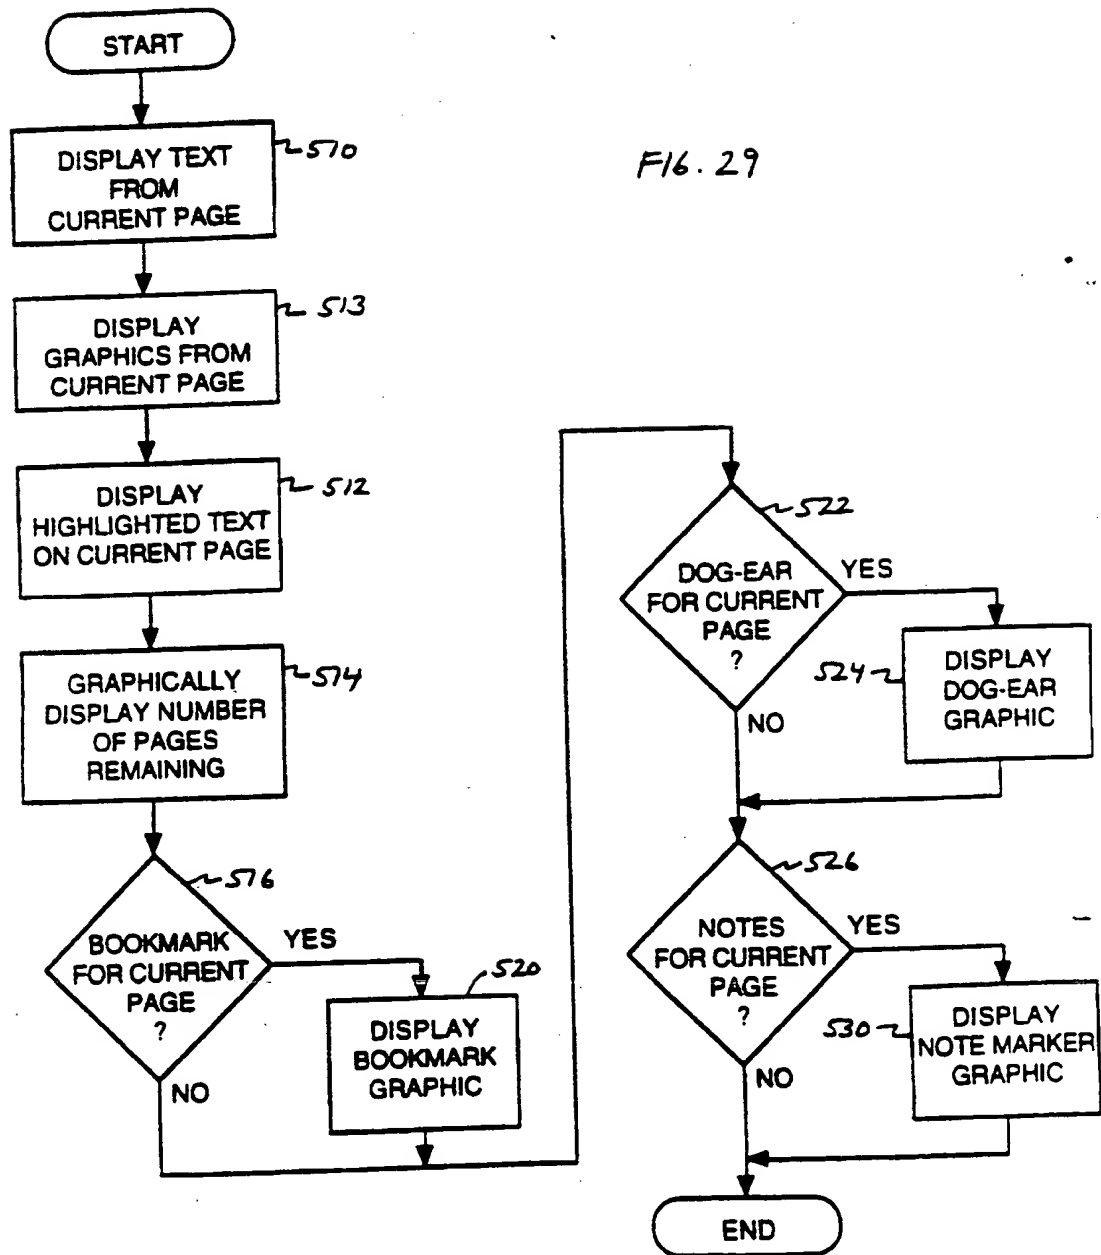 START
DISPLAY TEXT
FROM
CURRENT PAGE
510
FIG. 29
DISPLAY
GRAPHICS FROM
CURRENT PAGE
513
DISPLAY
HIGHLIGHTED TEXT
ON CURRENT PAGE
512
GRAPHICALLY
DISPLAY NUMBER
OF PAGES
REMAINING
514
BOOKMARK
FOR CURRENT
PAGE
?
516
YES
NO
DISPLAY
BOOKMARK
GRAPHIC
520
DOG-EAR
FOR CURRENT
PAGE
?
522
YES
NO
DISPLAY
DOG-EAR
GRAPHIC
524
NOTES
FOR CURRENT
PAGE
?
526
YES
NO
DISPLAY
NOTE MARKER
GRAPHIC
530
END